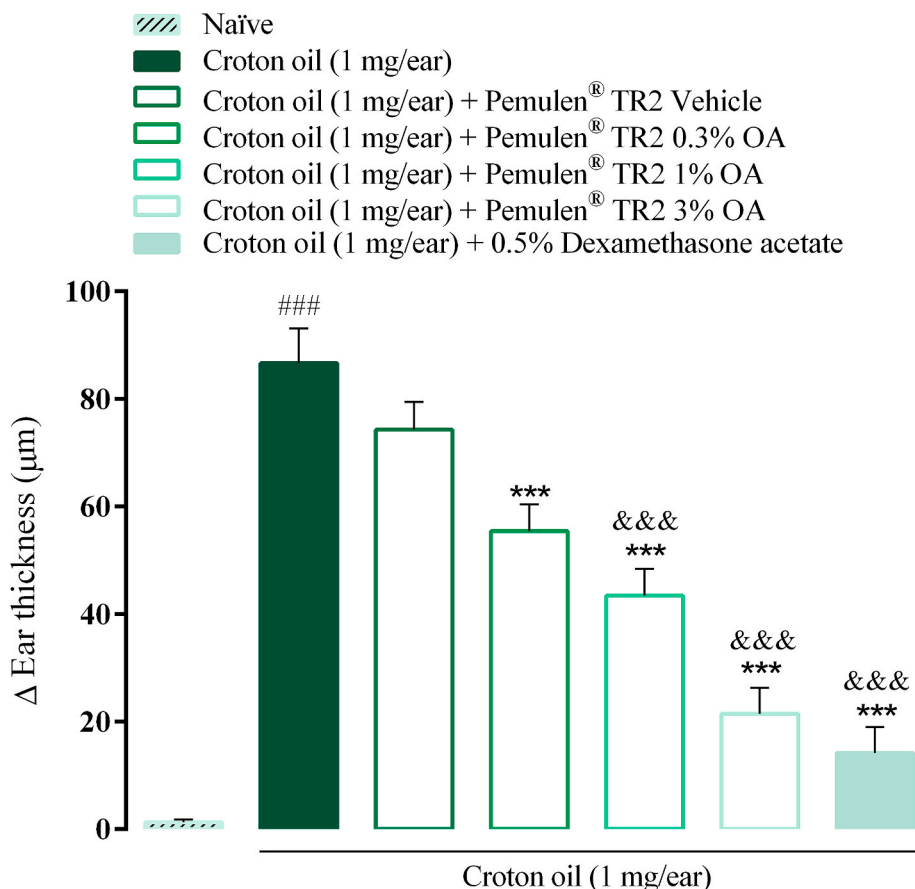 Naïve
Croton oil (1 mg/ear)
Croton oil (1 mg/ear) + Pemulen® TR2 Vehicle
Croton oil (1 mg/ear) + Pemulen® TR2 0.3% OA
Croton oil (1 mg/ear) + Pemulen® TR2 1% OA
Croton oil (1 mg/ear) + Pemulen® TR2 3% OA
Croton oil (1 mg/ear) + 0.5% Dexamethasone acetate
Δ Ear thickness (µm)
100
80
60
40
20
0
###
***
&&&
***
&&&
***
&&&
***
Croton oil (1 mg/ear)